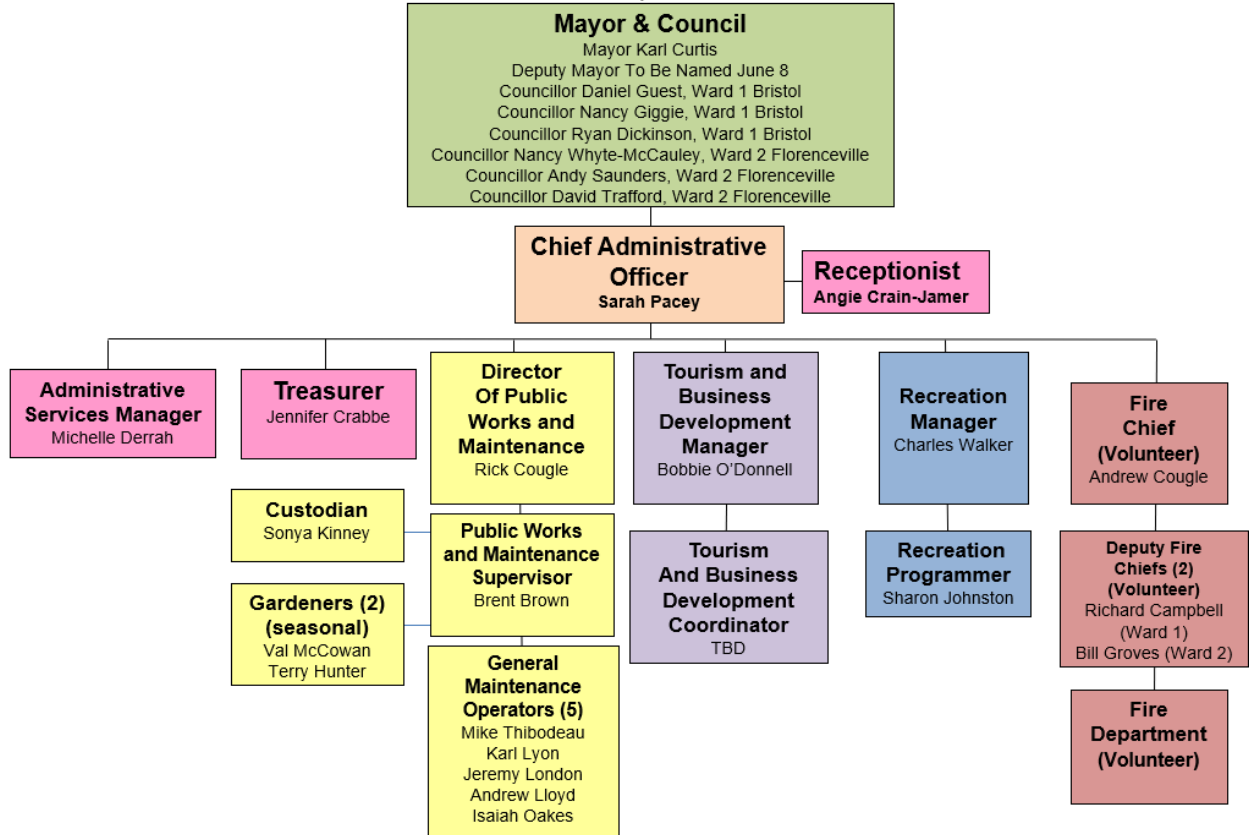 Mayor & Council
Mayor Karl Curtis
Deputy Mayor To Be Named June 8
Councillor Daniel Guest, Ward 1 Bristol
Councillor Nancy Giggie, Ward 1 Bristol
Councillor Ryan Dickinson, Ward 1 Bristol
Councillor Nancy Whyte-McCauley, Ward 2 Florenceville
Councillor Andy Saunders, Ward 2 Florenceville
Councillor David Trafford, Ward 2 Florenceville
Chief Administrative
Officer
Sarah Pacey
Receptionist
Angie Crain-Jamer
Administrative
Services Manager
Michelle Derrah
Treasurer
Jennifer Crabbe
Director
Of Public
Works and
Maintenance
Rick Cougle
Tourism and
Business
Development
Manager
Bobbie O'Donnell
Recreation
Manager
Charles Walker
Fire
Chief
(Volunteer)
Andrew Cougle
Custodian
Sonya Kinney
Gardeners (2)
(seasonal)
Val McCowan
Terry Hunter
Public Works
and Maintenance
Supervisor
Brent Brown
General
Maintenance
Operators (5)
Mike Thibodeau
Karl Lyon
Jeremy London
Andrew Lloyd
Isaiah Oakes
Tourism
And Business
Development
Coordinator
TBD
Recreation
Programmer
Sharon Johnston
Deputy Fire
Chiefs (2)
(Volunteer)
Richard Campbell
(Ward 1)
Bill Groves (Ward 2)
Fire
Department
(Volunteer)